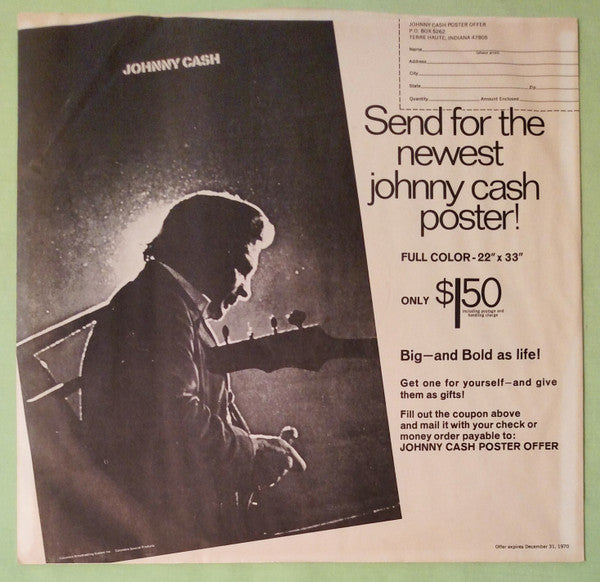 JOHNNY CASH
JOHNNY CASH POSTER OFFER
P.O. BOX 5262
TERRE HAUTE, INDIANA 47805
Name
(please print)
Address
City
State Zip
Quantity Amount Enclosed
Send for the
newest
johnny cash
poster!
FULL COLOR - 22" x 33"
ONLY $1.50
including postage and
handling charge
Big—and Bold as life!
Get one for yourself—and give
them as gifts!
Fill out the coupon above
and mail it with your check or
money order payable to:
JOHNNY CASH POSTER OFFER
Offer expires December 31, 1970